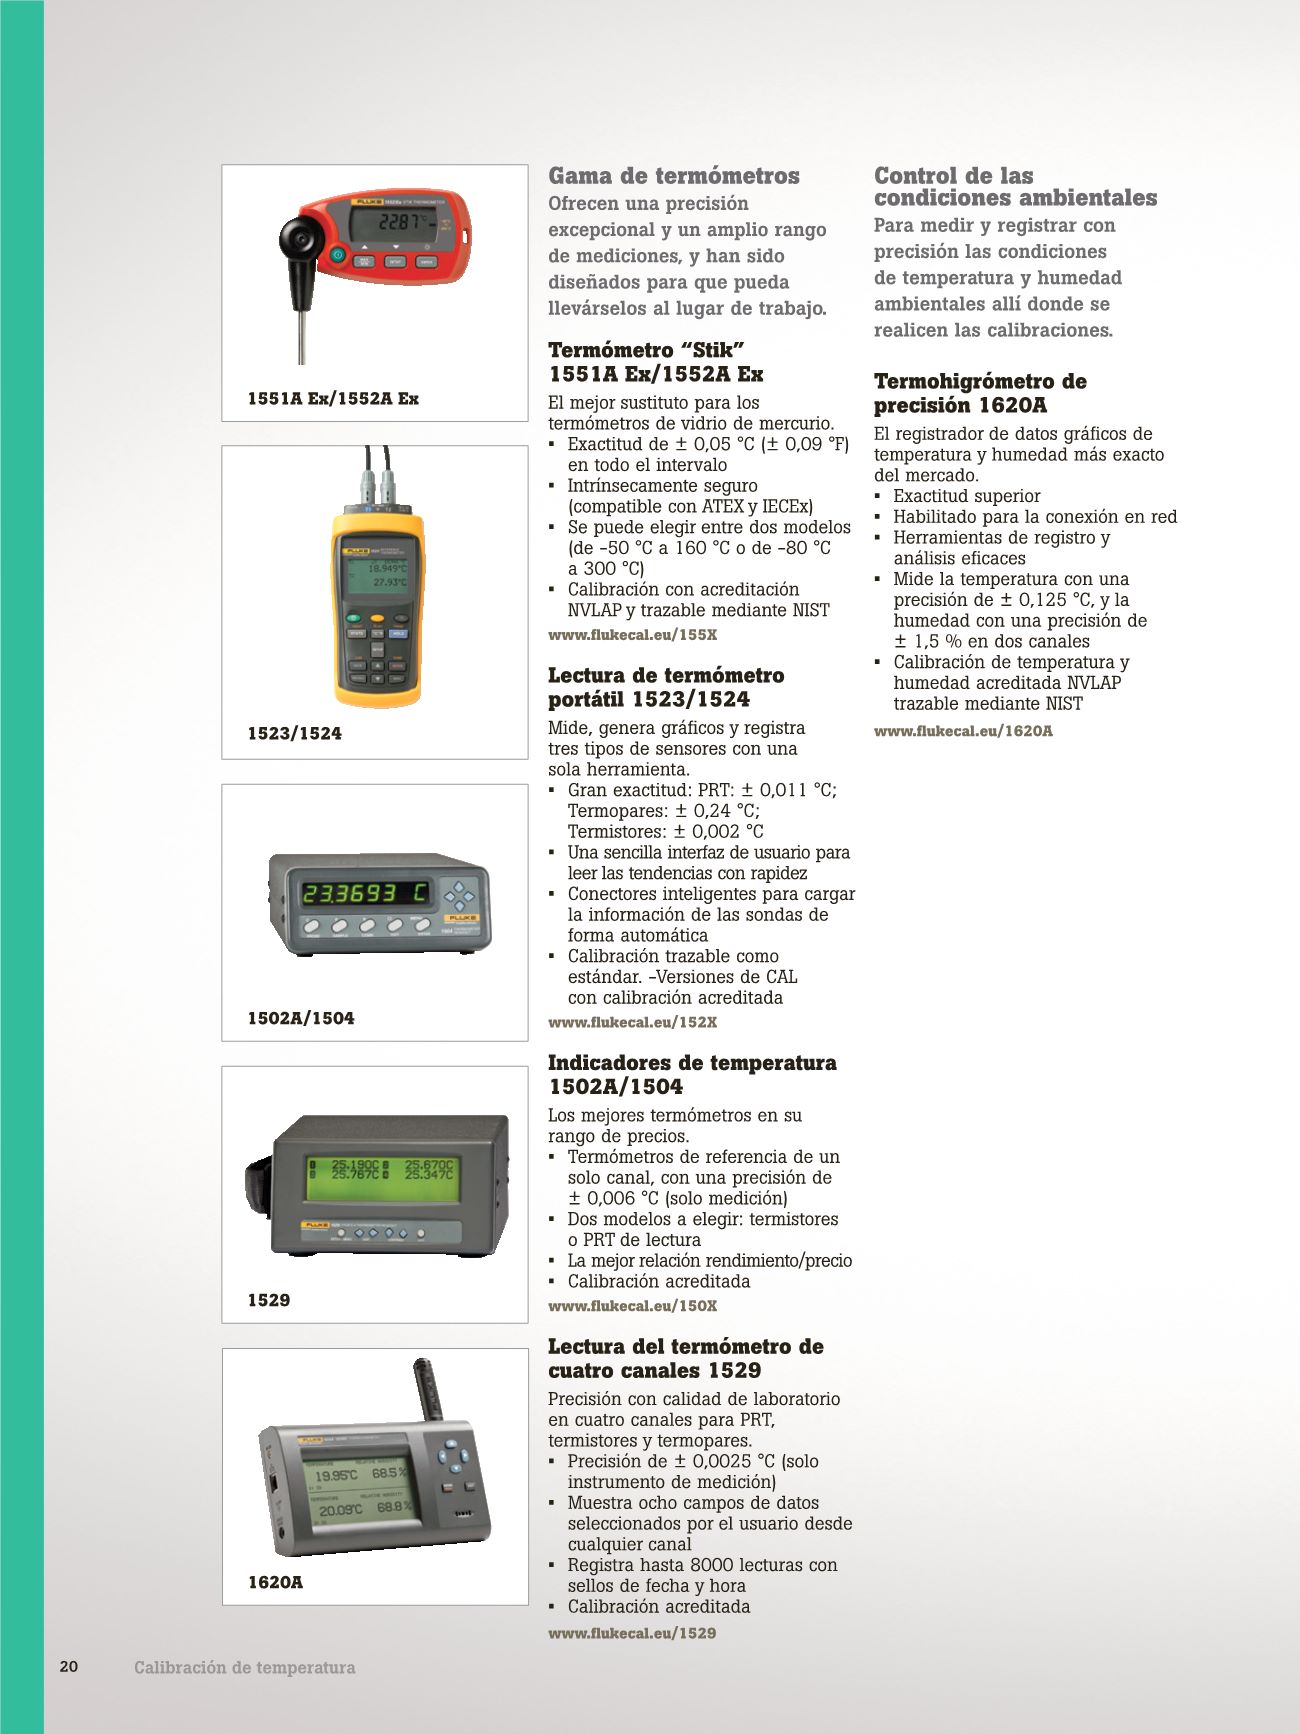 FLUKE
22.87°C
1551A Ex/1552A Ex
FLUKE
18.949°C
27.93°C
HOLD
1523/1524
23.3693 C
FLUKE
1502A/1504
25.190C 25.670C
25.767C 25.347C
FLUKE
1529
FLUKE
TEMPERATURE RELATIVE HUMIDITY
19.95°C 68.5%
TEMPERATURE RELATIVE HUMIDITY
20.09°C 68.8%
1620A
Gama de termómetros
Ofrecen una precisión
excepcional y un amplio rango
de mediciones, y han sido
diseñados para que pueda
llevárselos al lugar de trabajo.
Termómetro “Stik”
1551A Ex/1552A Ex
El mejor sustituto para los
termómetros de vidrio de mercurio.
▪ Exactitud de ± 0,05 °C (± 0,09 °F)
en todo el intervalo
▪ Intrínsecamente seguro
(compatible con ATEX y IECEx)
▪ Se puede elegir entre dos modelos
(de –50 °C a 160 °C o de –80 °C
a 300 °C)
▪ Calibración con acreditación
NVLAP y trazable mediante NIST
www.flukecal.eu/155X
Lectura de termómetro
portátil 1523/1524
Mide, genera gráficos y registra
tres tipos de sensores con una
sola herramienta.
▪ Gran exactitud: PRT: ± 0,011 °C;
Termopares: ± 0,24 °C;
Termistores: ± 0,002 °C
▪ Una sencilla interfaz de usuario para
leer las tendencias con rapidez
▪ Conectores inteligentes para cargar
la información de las sondas de
forma automática
▪ Calibración trazable como
estándar. –Versiones de CAL
con calibración acreditada
www.flukecal.eu/152X
Indicadores de temperatura
1502A/1504
Los mejores termómetros en su
rango de precios.
▪ Termómetros de referencia de un
solo canal, con una precisión de
± 0,006 °C (solo medición)
▪ Dos modelos a elegir: termistores
o PRT de lectura
▪ La mejor relación rendimiento/precio
▪ Calibración acreditada
www.flukecal.eu/150X
Lectura del termómetro de
cuatro canales 1529
Precisión con calidad de laboratorio
en cuatro canales para PRT,
termistores y termopares.
▪ Precisión de ± 0,0025 °C (solo
instrumento de medición)
▪ Muestra ocho campos de datos
seleccionados por el usuario desde
cualquier canal
▪ Registra hasta 8000 lecturas con
sellos de fecha y hora
▪ Calibración acreditada
www.flukecal.eu/1529
Control de las
condiciones ambientales
Para medir y registrar con
precisión las condiciones
de temperatura y humedad
ambientales allí donde se
realicen las calibraciones.
Termohigrómetro de
precisión 1620A
El registrador de datos gráficos de
temperatura y humedad más exacto
del mercado.
▪ Exactitud superior
▪ Habilitado para la conexión en red
▪ Herramientas de registro y
análisis eficaces
▪ Mide la temperatura con una
precisión de ± 0,125 °C, y la
humedad con una precisión de
± 1,5 % en dos canales
▪ Calibración de temperatura y
humedad acreditada NVLAP
trazable mediante NIST
www.flukecal.eu/1620A
20 Calibración de temperatura